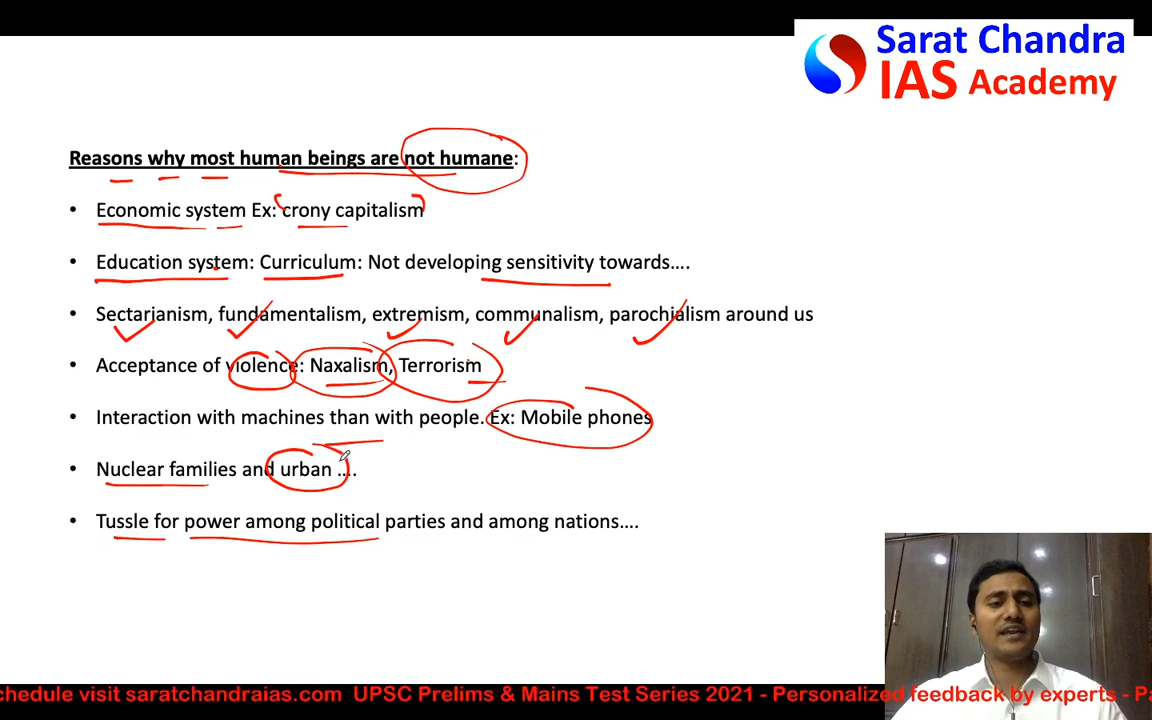 Sarat Chandra
IAS Academy
Reasons why most human beings are not humane:
• Economic system Ex: crony capitalism
• Education system: Curriculum: Not developing sensitivity towards....
• Sectarianism, fundamentalism, extremism, communalism, parochialism around us
• Acceptance of violence: Naxalism, Terrorism
• Interaction with machines than with people. Ex: Mobile phones
• Nuclear families and urban ....
• Tussle for power among political parties and among nations....
chedule visit saratchandraias.com UPSC Prelims & Mains Test Series 2021 - Personalized feedback by experts - Pa